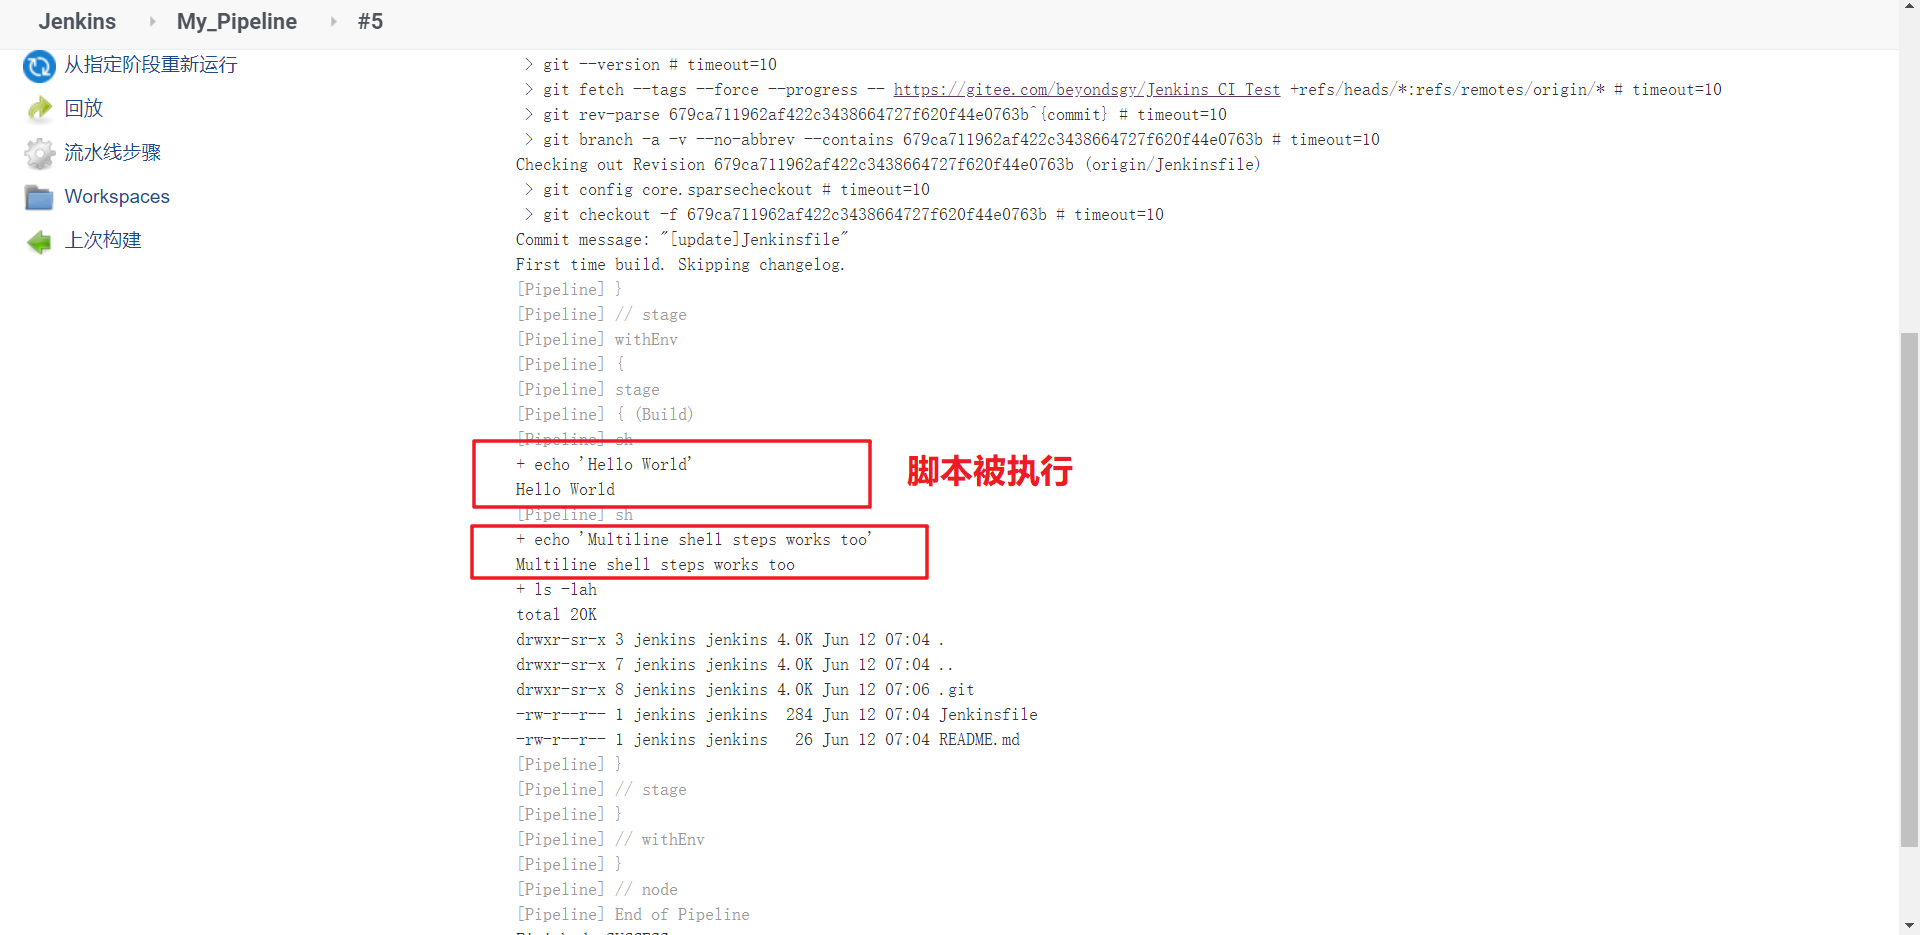 Jenkins My_Pipeline #5
从指定阶段重新运行
回放
流水线步骤
Workspaces
上次构建
> git --version # timeout=10
> git fetch --tags --force --progress -- https://gitee.com/beyondsgy/Jenkins_CI_Test +refs/heads/*:refs/remotes/origin/* # timeout=10
> git rev-parse 679ca711962af422c3438664727f620f44e0763b^{commit} # timeout=10
> git branch -a -v --no-abbrev --contains 679ca711962af422c3438664727f620f44e0763b # timeout=10
Checking out Revision 679ca711962af422c3438664727f620f44e0763b (origin/Jenkinsfile)
> git config core.sparsecheckout # timeout=10
> git checkout -f 679ca711962af422c3438664727f620f44e0763b # timeout=10
Commit message: "[update]Jenkinsfile"
First time build. Skipping changelog.
[Pipeline] }
[Pipeline] // stage
[Pipeline] withEnv
[Pipeline] {
[Pipeline] stage
[Pipeline] { (Build)
[Pipeline] sh
+ echo 'Hello World'
Hello World
脚本被执行
[Pipeline] sh
+ echo 'Multiline shell steps works too'
Multiline shell steps works too
+ ls -lah
total 20K
drwxr-sr-x 3 jenkins jenkins 4.0K Jun 12 07:04 .
drwxr-sr-x 7 jenkins jenkins 4.0K Jun 12 07:04 ..
drwxr-sr-x 8 jenkins jenkins 4.0K Jun 12 07:06 .git
-rw-r--r-- 1 jenkins jenkins 284 Jun 12 07:04 Jenkinsfile
-rw-r--r-- 1 jenkins jenkins 26 Jun 12 07:04 README.md
[Pipeline] }
[Pipeline] // stage
[Pipeline] }
[Pipeline] // withEnv
[Pipeline] }
[Pipeline] // node
[Pipeline] End of Pipeline